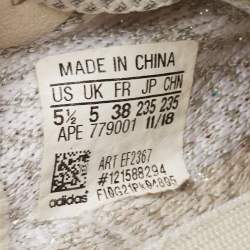 MADE IN CHINA
US UK FR JP CHN
5½ 5 38 235 235
APE 779001 11/18
ART EF2367
#121588294
adidas